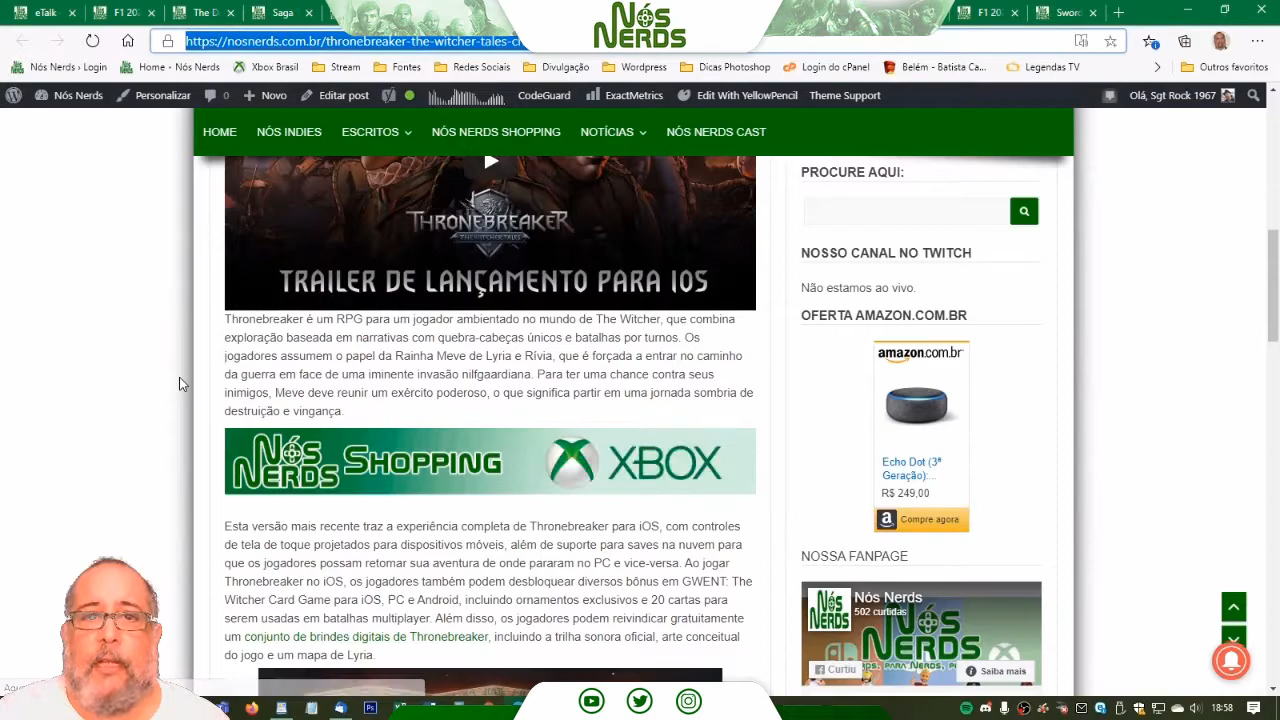 e D
Saga
Nós
Nerds
F1 20
Sword
https://nosnerds.com.br/thronebreaker-the-witcher-tales-c
Nós Nerds › Login
Home - Nós Nerds
Xbox Brasil
Stream
Fontes
Redes Sociais
Divulgação
Dicas Photoshop
Login do cPanel
Belém - Batista Ca...
Legendas TV
Outros favoritos
Nós Nerds
Personalizar
0
Novo
Editar post
CodeGuard
ExactMetrics
Edit With YellowPencil
Theme Support
Olá, Sgt Rock 1967
HOME
NÓS INDIES
ESCRITOS
NÓS NERDS SHOPPING
NOTÍCIAS
NÓS NERDS CAST
THRONEBREAKER
THE WITCHER TALES
TRAILER DE LANÇAMENTO PARA IOS
Thronebreaker é um RPG para um jogador ambientado no mundo de The Witcher, que combina
exploração baseada em narrativas com quebra-cabeças únicos e batalhas por turnos. Os
jogadores assumem o papel da Rainha Meve de Lyria e Rívia, que é forçada a entrar no caminho
da guerra em face de uma iminente invasão nilfgaardiana. Para ter uma chance contra seus
inimigos, Meve deve reunir um exército poderoso, o que significa partir em uma jornada sombria de
destruição e vingança.
Nós Nerds Shopping XBOX
Esta versão mais recente traz a experiência completa de Thronebreaker para iOS, com controles
de tela de toque projetados para dispositivos móveis, além de suporte para saves na nuvem para
que os jogadores possam retomar sua aventura de onde pararam no PC e vice-versa. Ao jogar
Thronebreaker no iOS, os jogadores também podem desbloquear diversos bônus em GWENT: The
Witcher Card Game para iOS, PC e Android, incluindo ornamentos exclusivos e 20 cartas para
serem usadas em batalhas multiplayer. Além disso, os jogadores podem reivindicar gratuitamente
um conjunto de brindes digitais de Thronebreaker, incluindo a trilha sonora oficial, arte conceitual
do jogo e um mapa de Lyria.
PROCURE AQUI:
NOSSO CANAL NO TWITCH
Não estamos ao vivo.
OFERTA AMAZON.COM.BR
amazon.com.br
Echo Dot (3ª
Geração):...
R$ 249,00
Compre agora
NOSSA FANPAGE
Nós Nerds
502 curtidas
Curtiu
Saiba mais
18:58